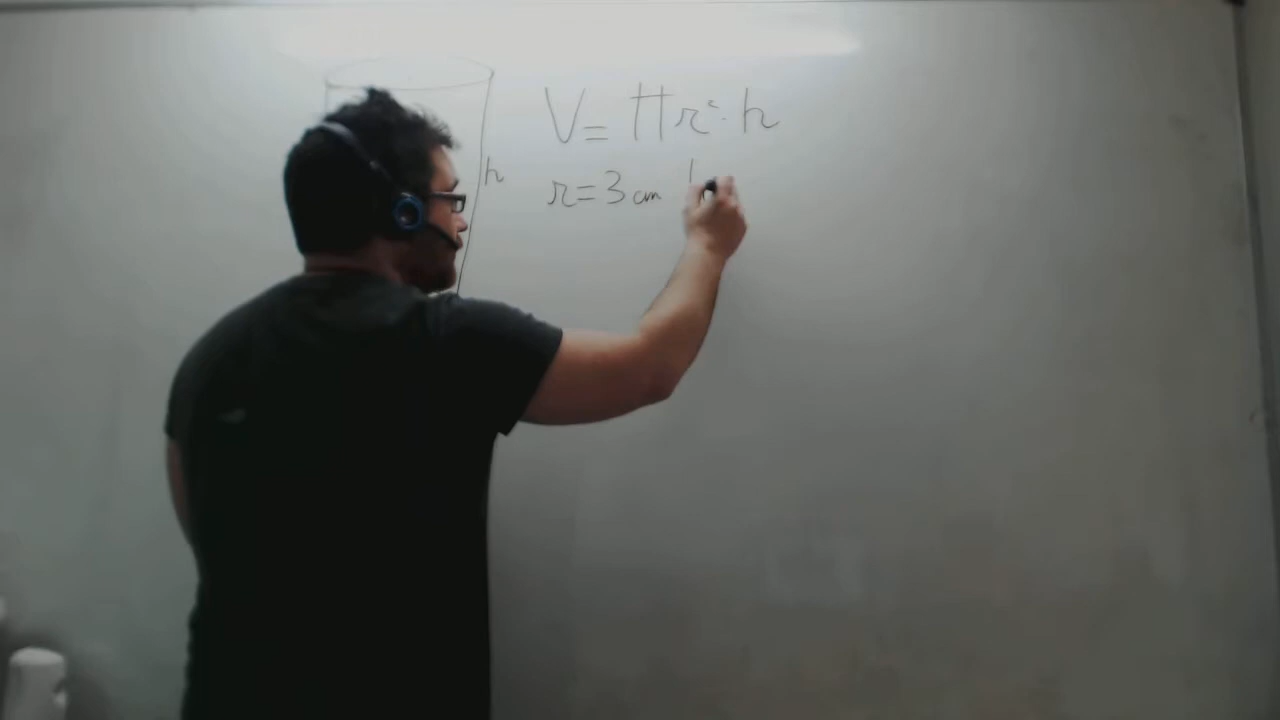 V = πr²·h
h
r = 3 cm